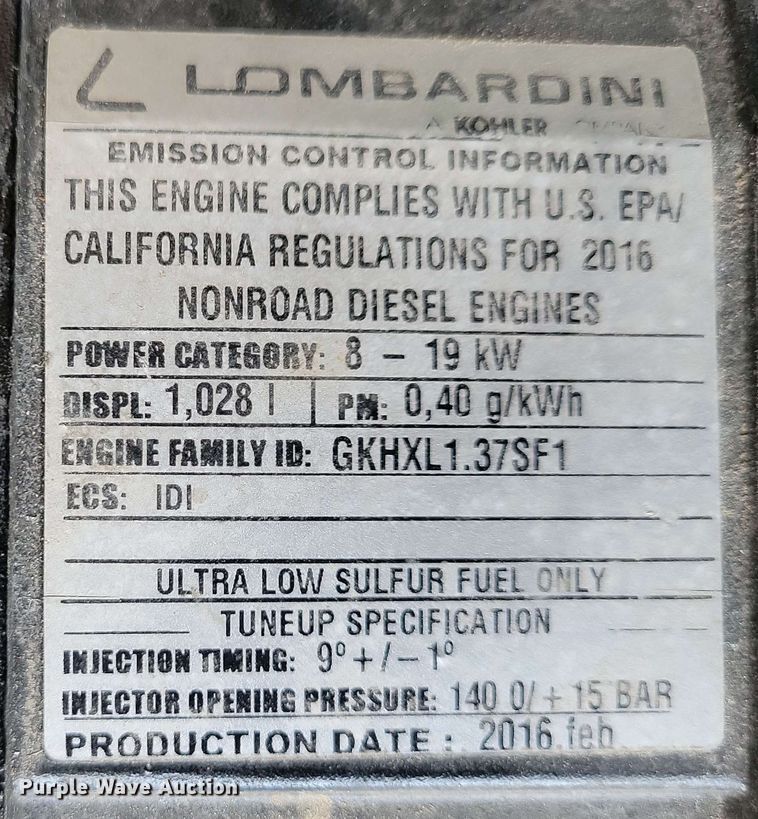 LOMBARDINI
A KOHLER COMPANY
EMISSION CONTROL INFORMATION
THIS ENGINE COMPLIES WITH U.S. EPA/
CALIFORNIA REGULATIONS FOR 2016
NONROAD DIESEL ENGINES
POWER CATEGORY: 8 – 19 kW
DISPL: 1,028 l | PM: 0,40 g/kWh
ENGINE FAMILY ID: GKHXL1.37SF1
ECS: IDI
ULTRA LOW SULFUR FUEL ONLY
TUNEUP SPECIFICATION
INJECTION TIMING: 9° +/– 1°
INJECTOR OPENING PRESSURE: 140 0/ + 15 BAR
PRODUCTION DATE : 2016.feb
Purple Wave Auction